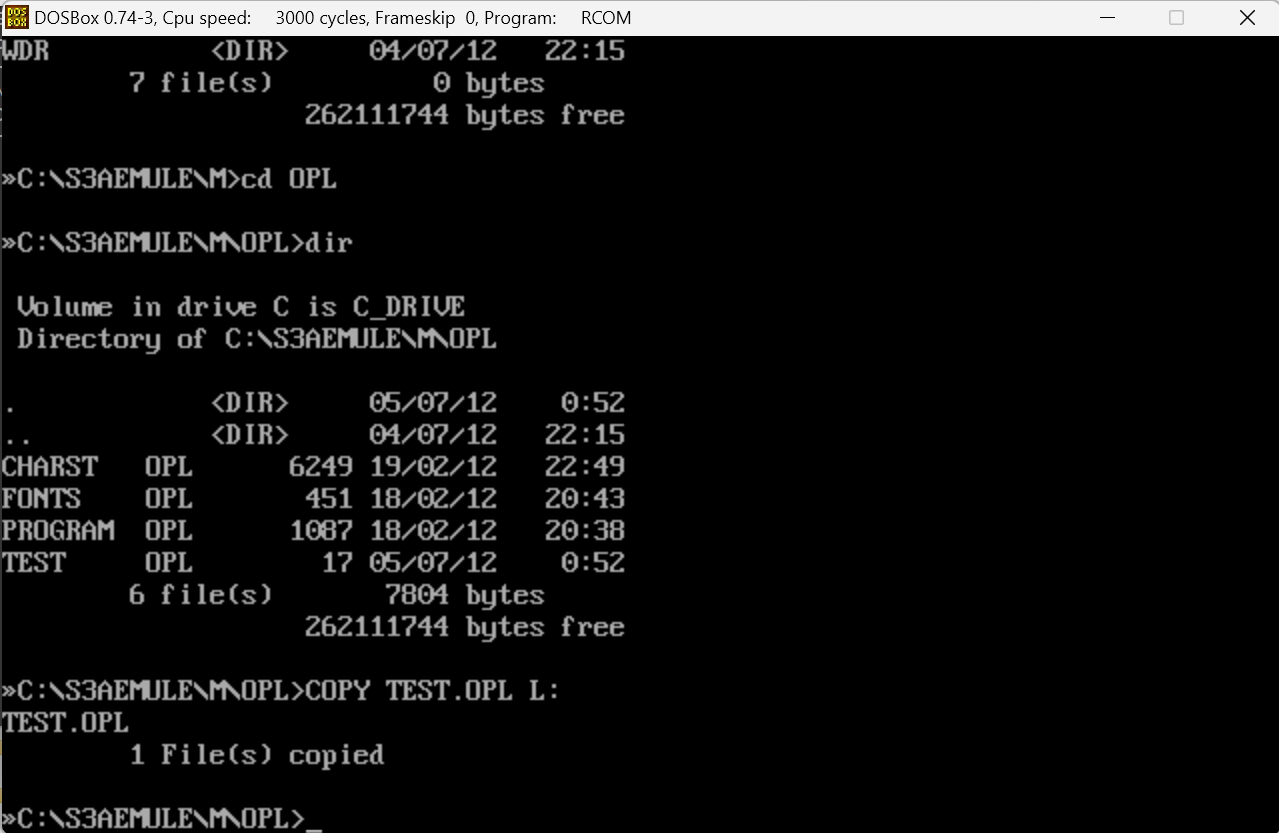 DOSBox 0.74-3, Cpu speed: 3000 cycles, Frameskip 0, Program: RCOM
WDR <DIR> 04/07/12 22:15
7 file(s) 0 bytes
262111744 bytes free
»C:\S3AEMULE\M>cd OPL
»C:\S3AEMULE\M\OPL>dir
Volume in drive C is C_DRIVE
Directory of C:\S3AEMULE\M\OPL
. <DIR> 05/07/12 0:52
.. <DIR> 04/07/12 22:15
CHARST OPL 6249 19/02/12 22:49
FONTS OPL 451 18/02/12 20:43
PROGRAM OPL 1087 18/02/12 20:38
TEST OPL 17 05/07/12 0:52
6 file(s) 7804 bytes
262111744 bytes free
»C:\S3AEMULE\M\OPL>COPY TEST.OPL L:
TEST.OPL
1 File(s) copied
»C:\S3AEMULE\M\OPL>_